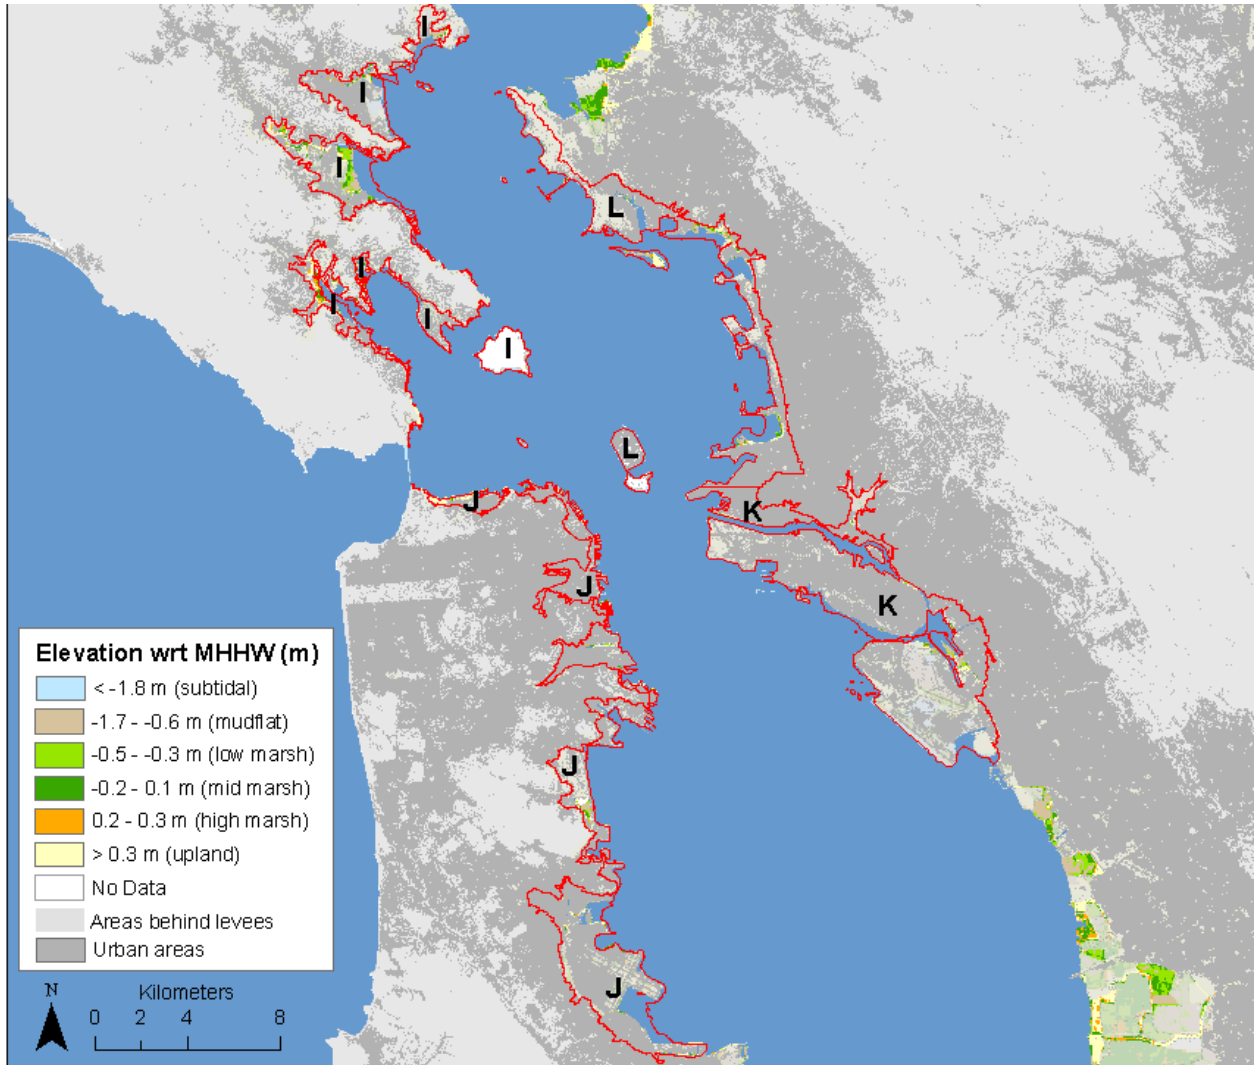 I
I
I
L
I
I
I
I
L
J
K
J
K
J
J
Elevation wrt MHHW (m)
< -1.8 m (subtidal)
-1.7 - -0.6 m (mudflat)
-0.5 - -0.3 m (low marsh)
-0.2 - 0.1 m (mid marsh)
0.2 - 0.3 m (high marsh)
> 0.3 m (upland)
No Data
Areas behind levees
Urban areas
N
Kilometers
0 2 4 8